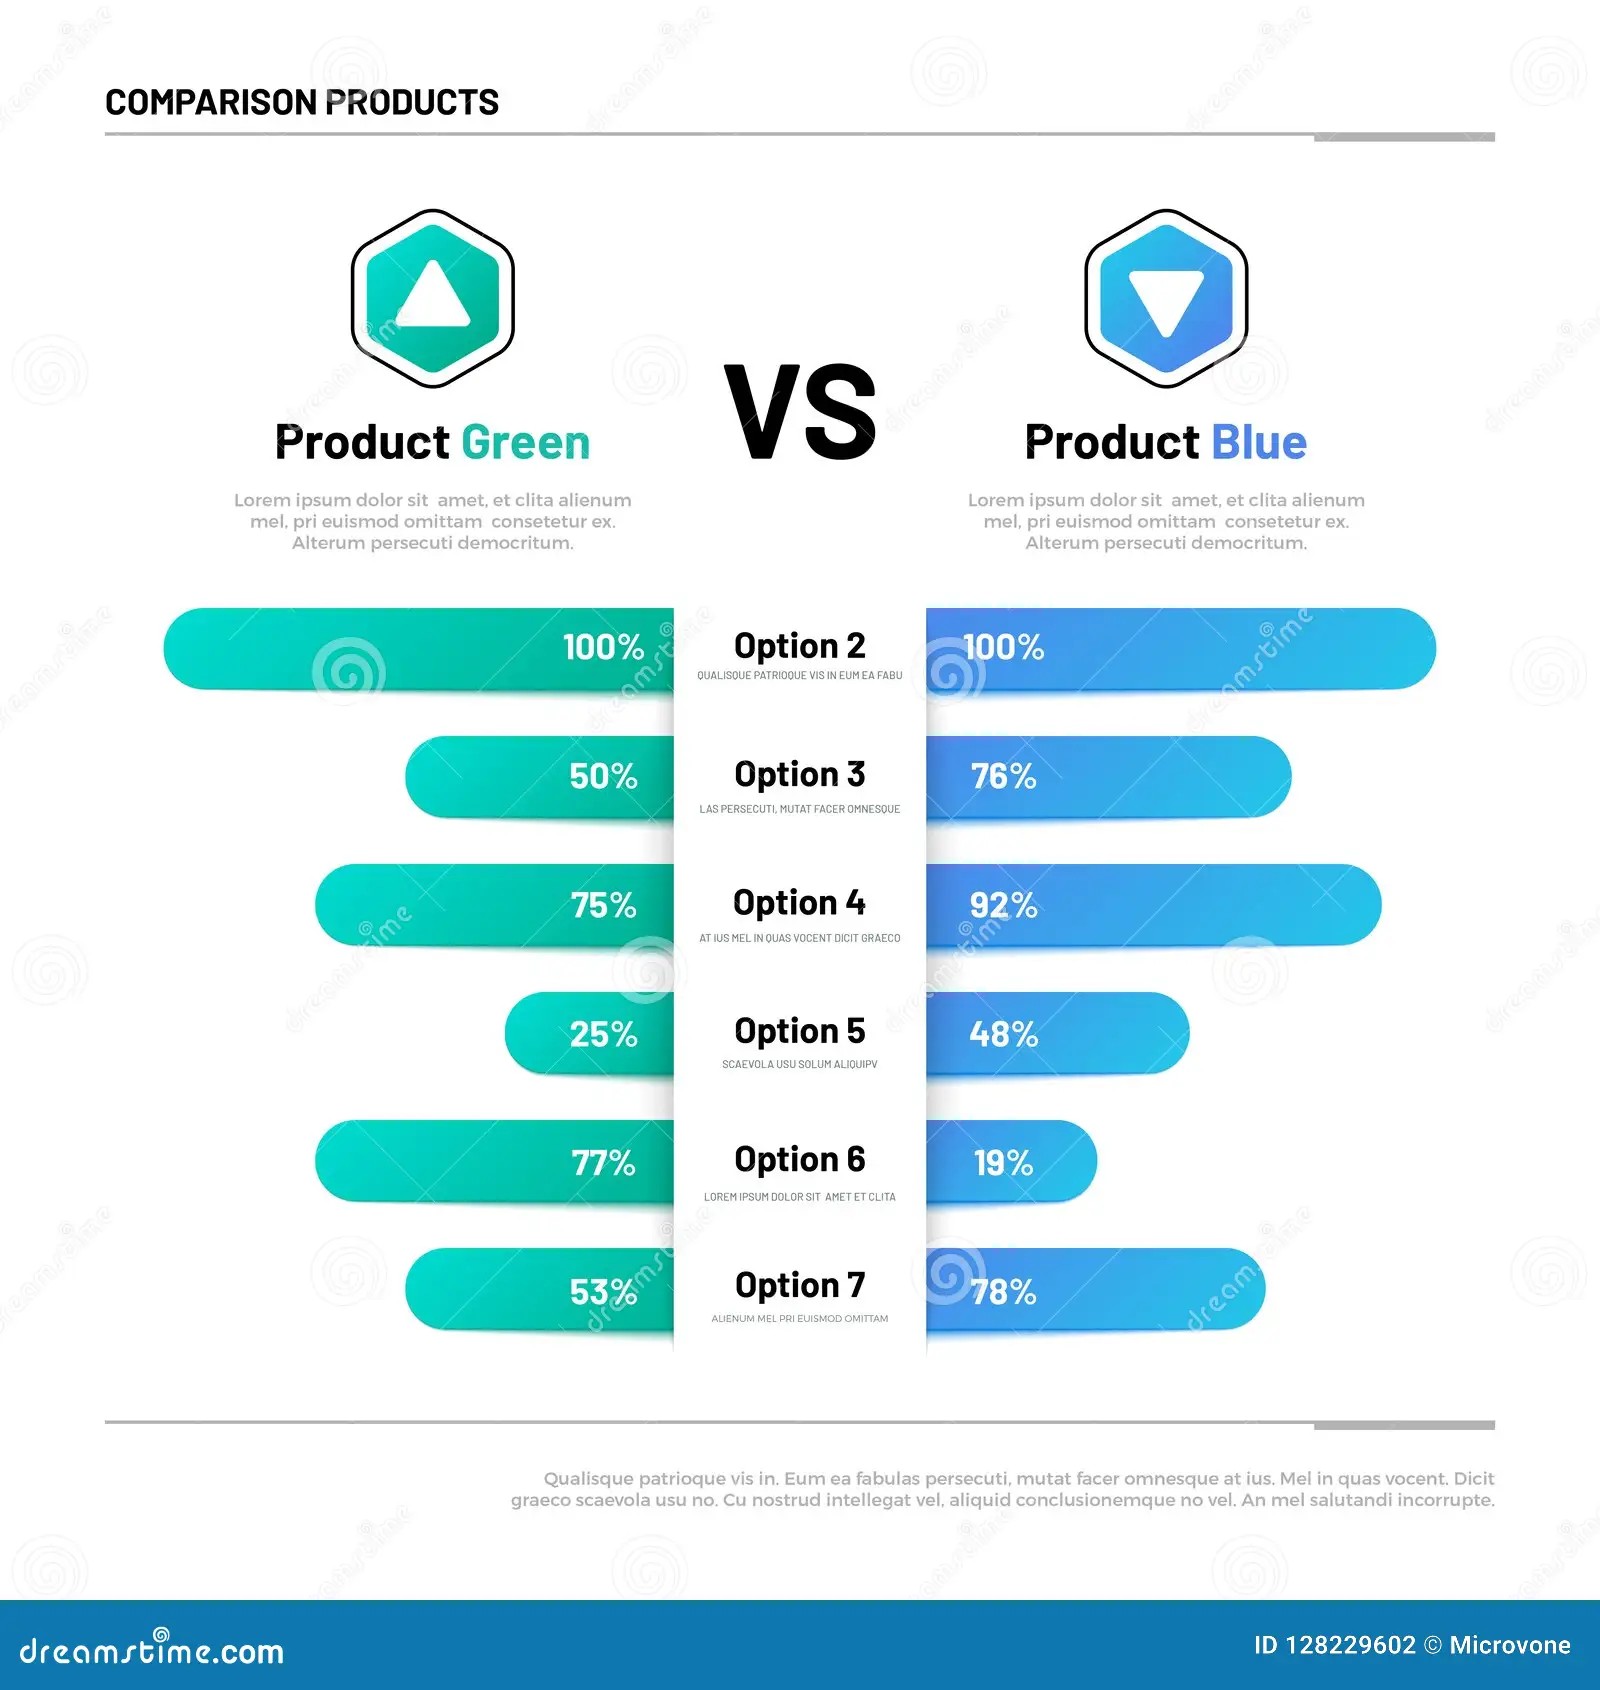 COMPARISON PRODUCTS
Product Green
VS
Product Blue
Lorem ipsum dolor sit amet, et clita alienum
mel, pri euismod omittam consetetur ex.
Alterum persecuti democritum.
Lorem ipsum dolor sit amet, et clita alienum
mel, pri euismod omittam consetetur ex.
Alterum persecuti democritum.
100%
Option 2
QUALISQUE PATRIOQUE VIS IN EUM EA FABU
100%
50%
Option 3
LAS PERSECUTI, MUTAT FACER OMNESQUE
76%
75%
Option 4
AT IUS MEL IN QUAS VOCENT DICIT GRAECO
92%
25%
Option 5
SCAEVOLA USU SOLUM ALIQUIPV
48%
77%
Option 6
LOREM IPSUM DOLOR SIT AMET ET CLITA
19%
53%
Option 7
ALIENUM MEL PRI EUISMOD OMITTAM
78%
Qualisque patrioque vis in. Eum ea fabulas persecuti, mutat facer omnesque at ius. Mel in quas vocent. Dicit
graeco scaevola usu no. Cu nostrud intellegat vel, aliquid conclusionemque no vel. An mel salutandi incorrupte.
dreamstime.com
ID 128229602 © Microvone